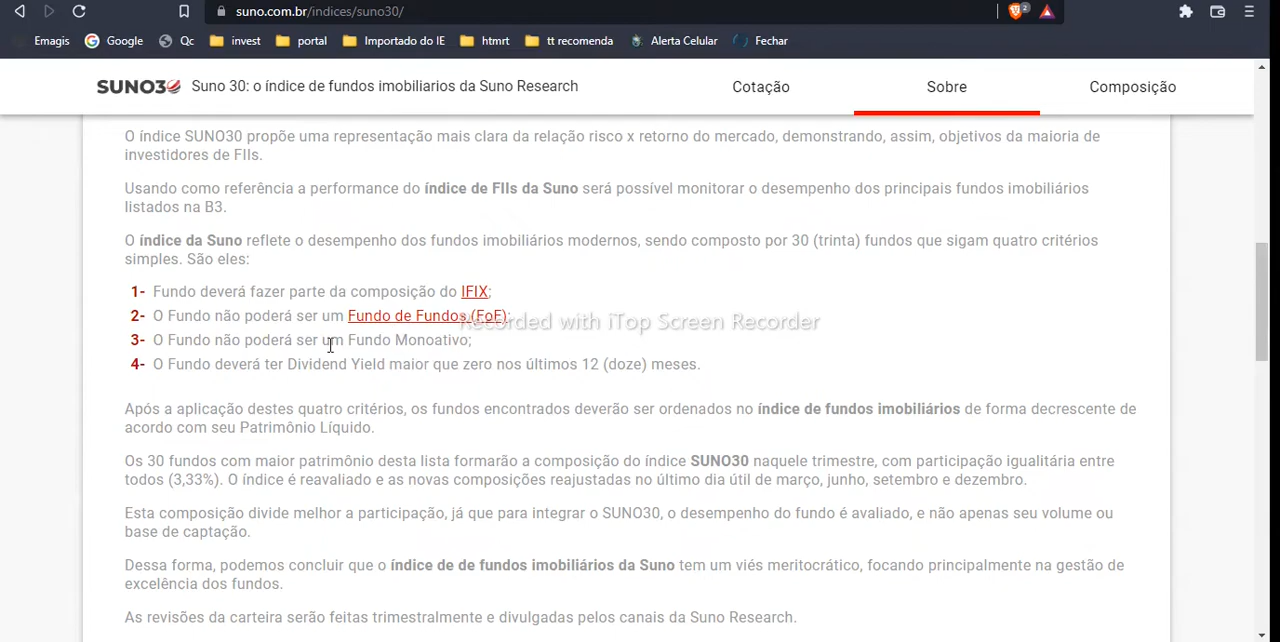 suno.com.br/indices/suno30/
2
Emagis Google Qc invest portal Importado do IE htmrt tt recomenda Alerta Celular Fechar
SUNO30 Suno 30: o índice de fundos imobiliarios da Suno Research Cotação Sobre Composição
O índice SUNO30 propõe uma representação mais clara da relação risco x retorno do mercado, demonstrando, assim, objetivos da maioria de
investidores de FIIs.
Usando como referência a performance do índice de FIIs da Suno será possível monitorar o desempenho dos principais fundos imobiliários
listados na B3.
O índice da Suno reflete o desempenho dos fundos imobiliários modernos, sendo composto por 30 (trinta) fundos que sigam quatro critérios
simples. São eles:
1- Fundo deverá fazer parte da composição do IFIX;
2- O Fundo não poderá ser um Fundo de Fundos (FoF);
Recorded with iTop Screen Recorder
3- O Fundo não poderá ser um Fundo Monoativo;
4- O Fundo deverá ter Dividend Yield maior que zero nos últimos 12 (doze) meses.
Após a aplicação destes quatro critérios, os fundos encontrados deverão ser ordenados no índice de fundos imobiliários de forma decrescente de
acordo com seu Patrimônio Líquido.
Os 30 fundos com maior patrimônio desta lista formarão a composição do índice SUNO30 naquele trimestre, com participação igualitária entre
todos (3,33%). O índice é reavaliado e as novas composições reajustadas no último dia útil de março, junho, setembro e dezembro.
Esta composição divide melhor a participação, já que para integrar o SUNO30, o desempenho do fundo é avaliado, e não apenas seu volume ou
base de captação.
Dessa forma, podemos concluir que o índice de de fundos imobiliários da Suno tem um viés meritocrático, focando principalmente na gestão de
excelência dos fundos.
As revisões da carteira serão feitas trimestralmente e divulgadas pelos canais da Suno Research.